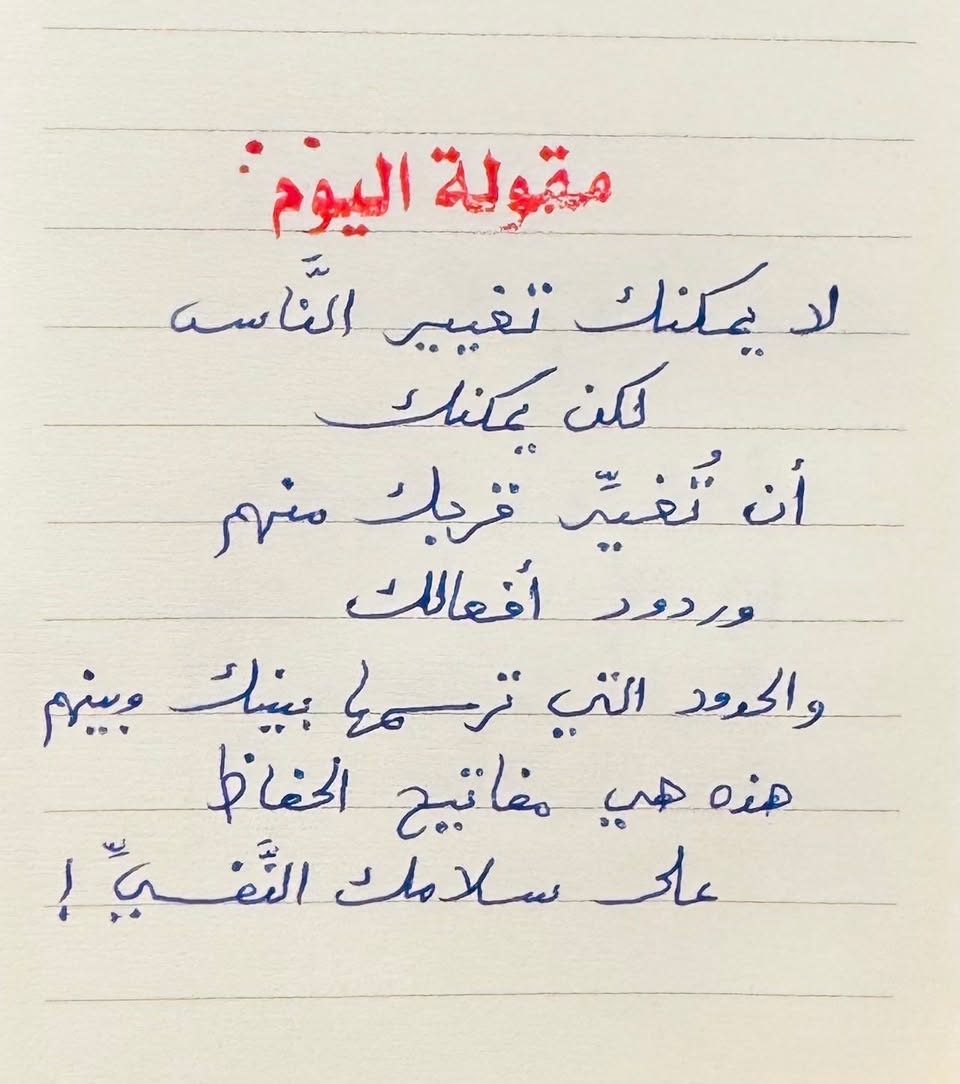 مقولة اليوم :
لا يمكنك تغيير النَّاس
لكن يمكنك
أن تُغيِّر قربك منهم
وردود أفعالك
والحدود التي ترسمها بينك وبينهم
هذه هي مفاتيح الحفاظ
على سلامك النَّفسيِّ !